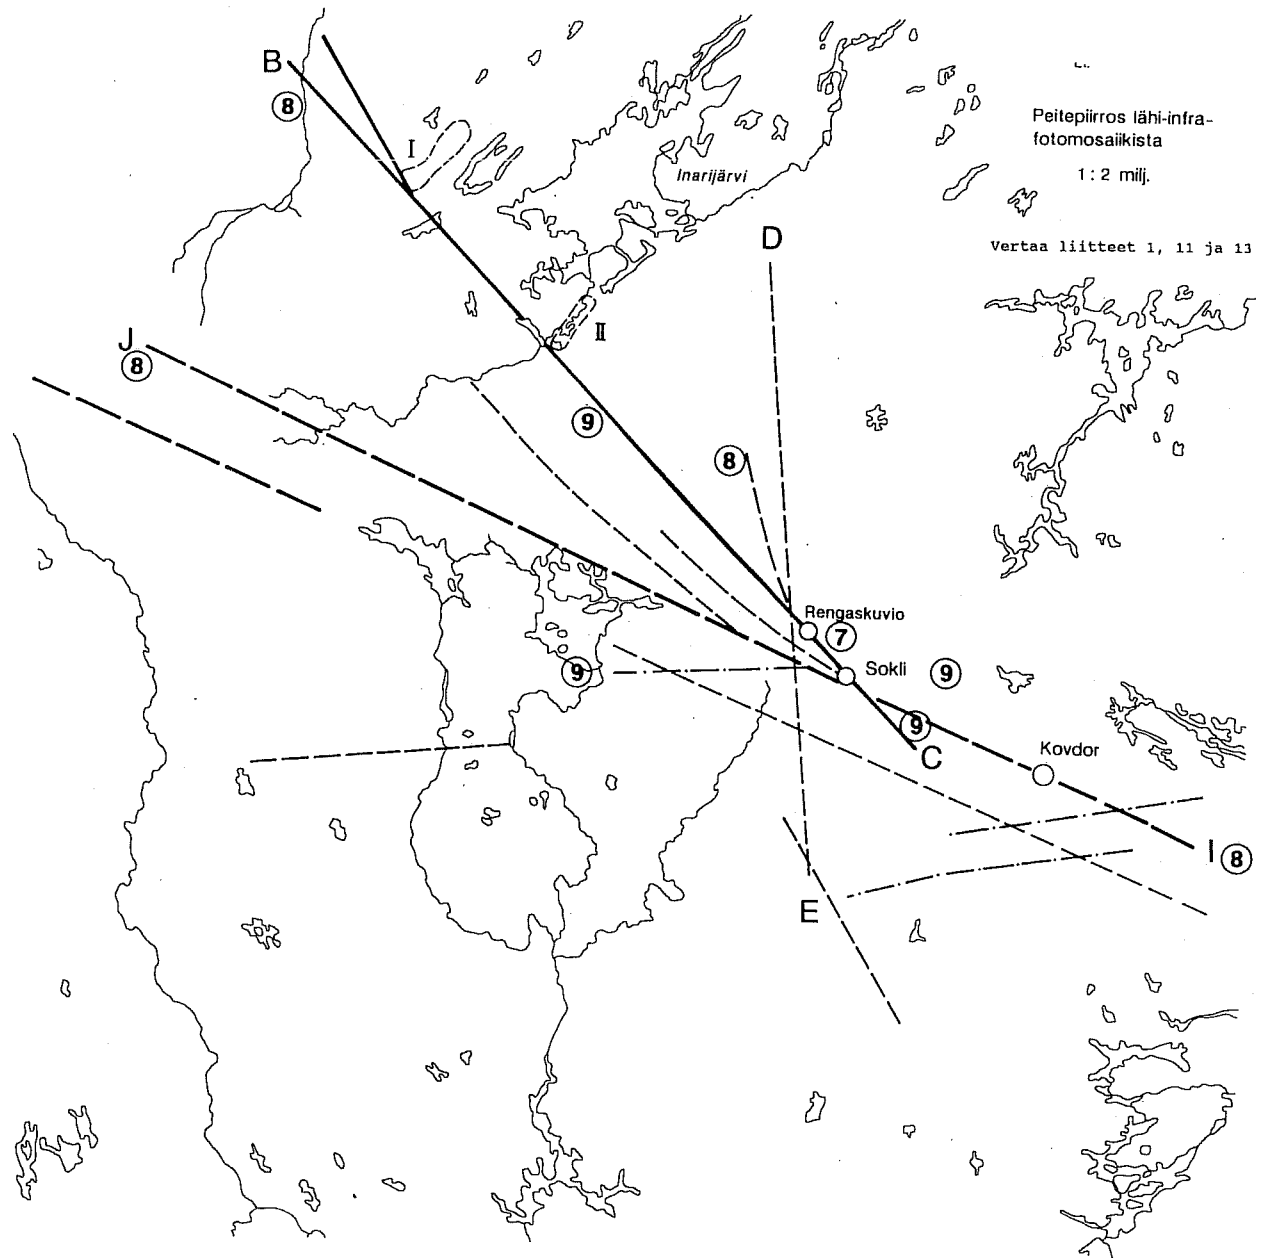 B
8
I
Peitepiirros lähi-infra-
fotomosaiikista
1 : 2 milj.
Inarijärvi
Vertaa liitteet 1, 11 ja 13
D
II
J
8
9
8
Rengaskuvio
7
Sokli
9
9
9
C
Kovdor
I
8
E